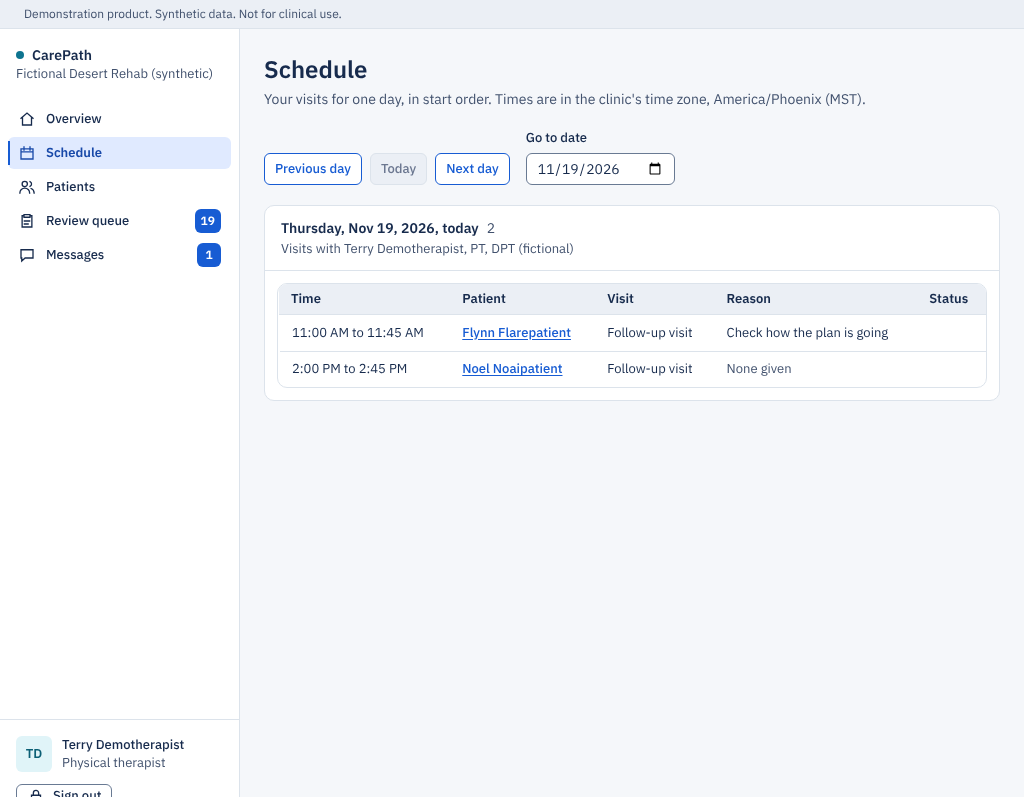 Demonstration product. Synthetic data. Not for clinical use.
CarePath
Fictional Desert Rehab (synthetic)
Overview
Schedule
Patients
Review queue 19
Messages 1
TD
Terry Demotherapist
Physical therapist
Sign out
Schedule
Your visits for one day, in start order. Times are in the clinic's time zone, America/Phoenix (MST).
Go to date
Previous day Today Next day 11/19/2026
Thursday, Nov 19, 2026, today 2
Visits with Terry Demotherapist, PT, DPT (fictional)
Time Patient Visit Reason Status
11:00 AM to 11:45 AM Flynn Flarepatient Follow-up visit Check how the plan is going
2:00 PM to 2:45 PM Noel Noaipatient Follow-up visit None given